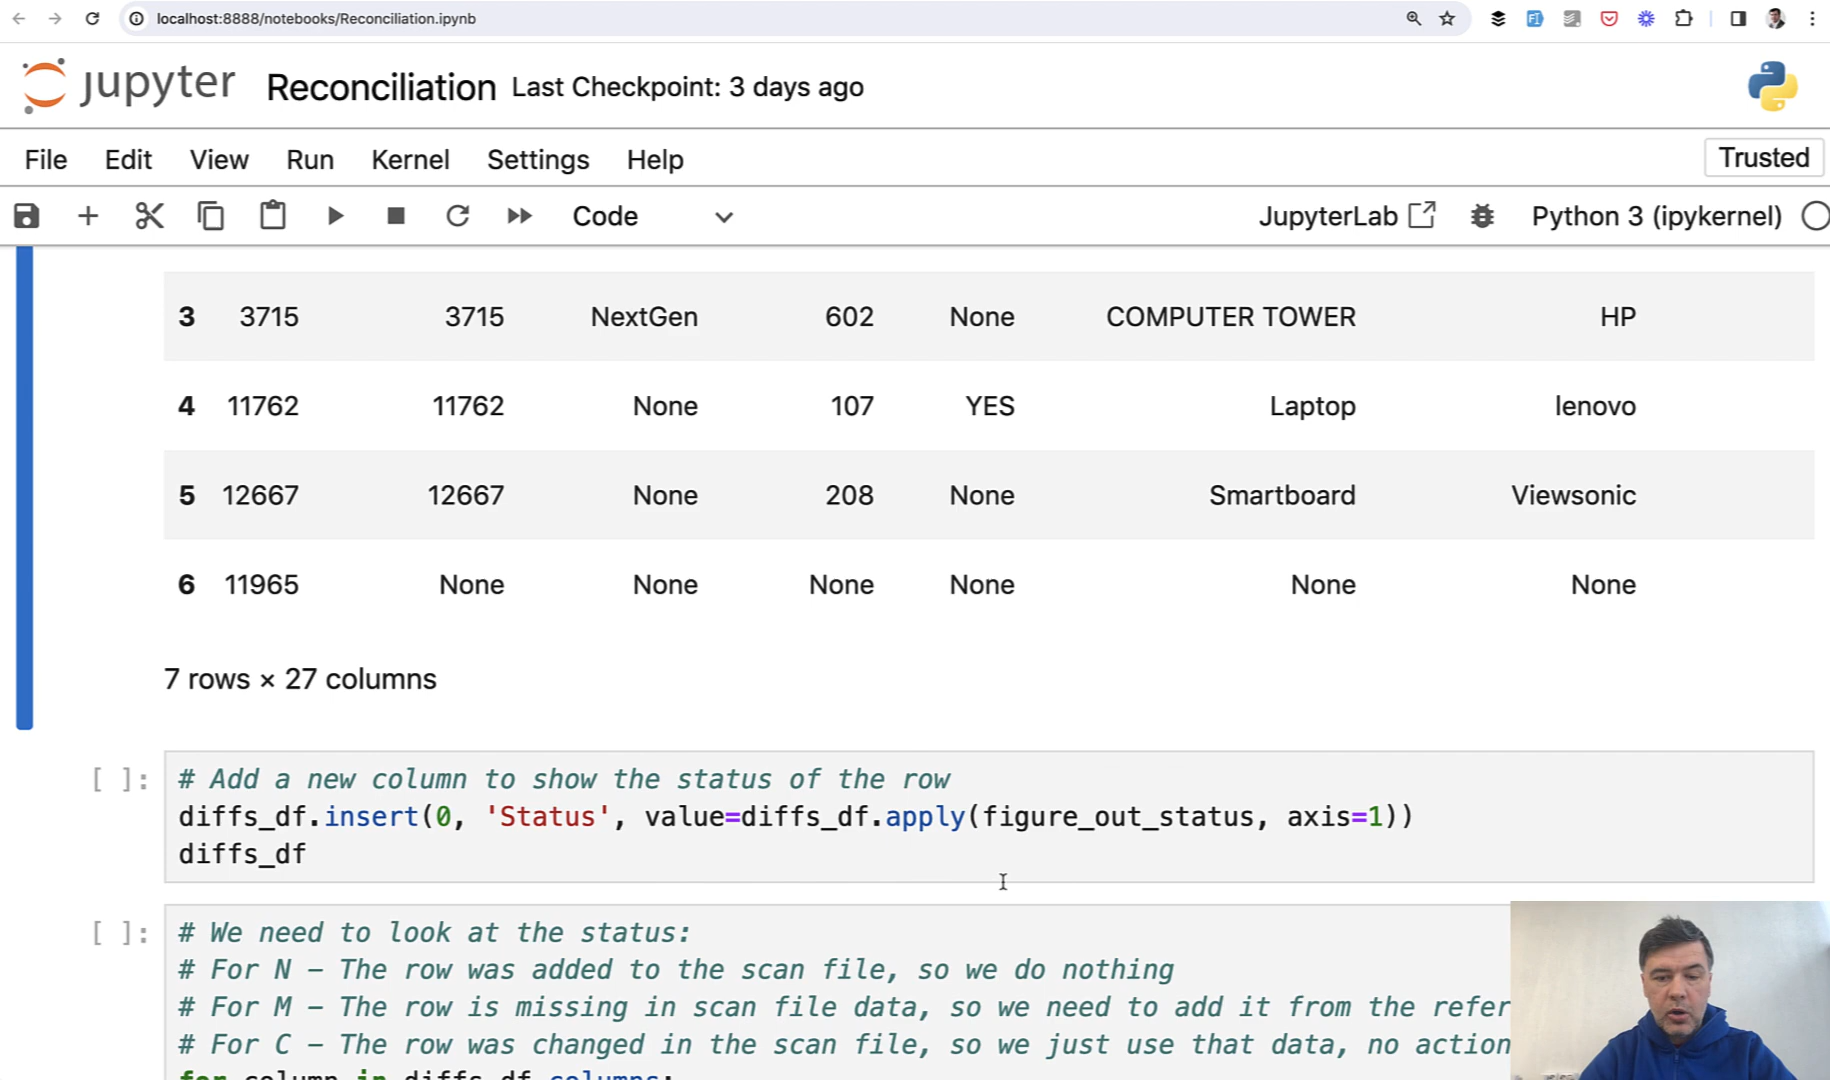 localhost:8888/notebooks/Reconciliation.ipynb
jupyter Reconciliation Last Checkpoint: 3 days ago
File Edit View Run Kernel Settings Help Trusted
Code JupyterLab Python 3 (ipykernel)
3 3715 3715 NextGen 602 None COMPUTER TOWER HP
4 11762 11762 None 107 YES Laptop lenovo
5 12667 12667 None 208 None Smartboard Viewsonic
6 11965 None None None None None None
7 rows × 27 columns
[ ]: # Add a new column to show the status of the row
diffs_df.insert(0, 'Status', value=diffs_df.apply(figure_out_status, axis=1))
diffs_df
[ ]: # We need to look at the status:
# For N - The row was added to the scan file, so we do nothing
# For M - The row is missing in scan file data, so we need to add it from the refer
# For C - The row was changed in the scan file, so we just use that data, no action
for column in diffs_df.columns: